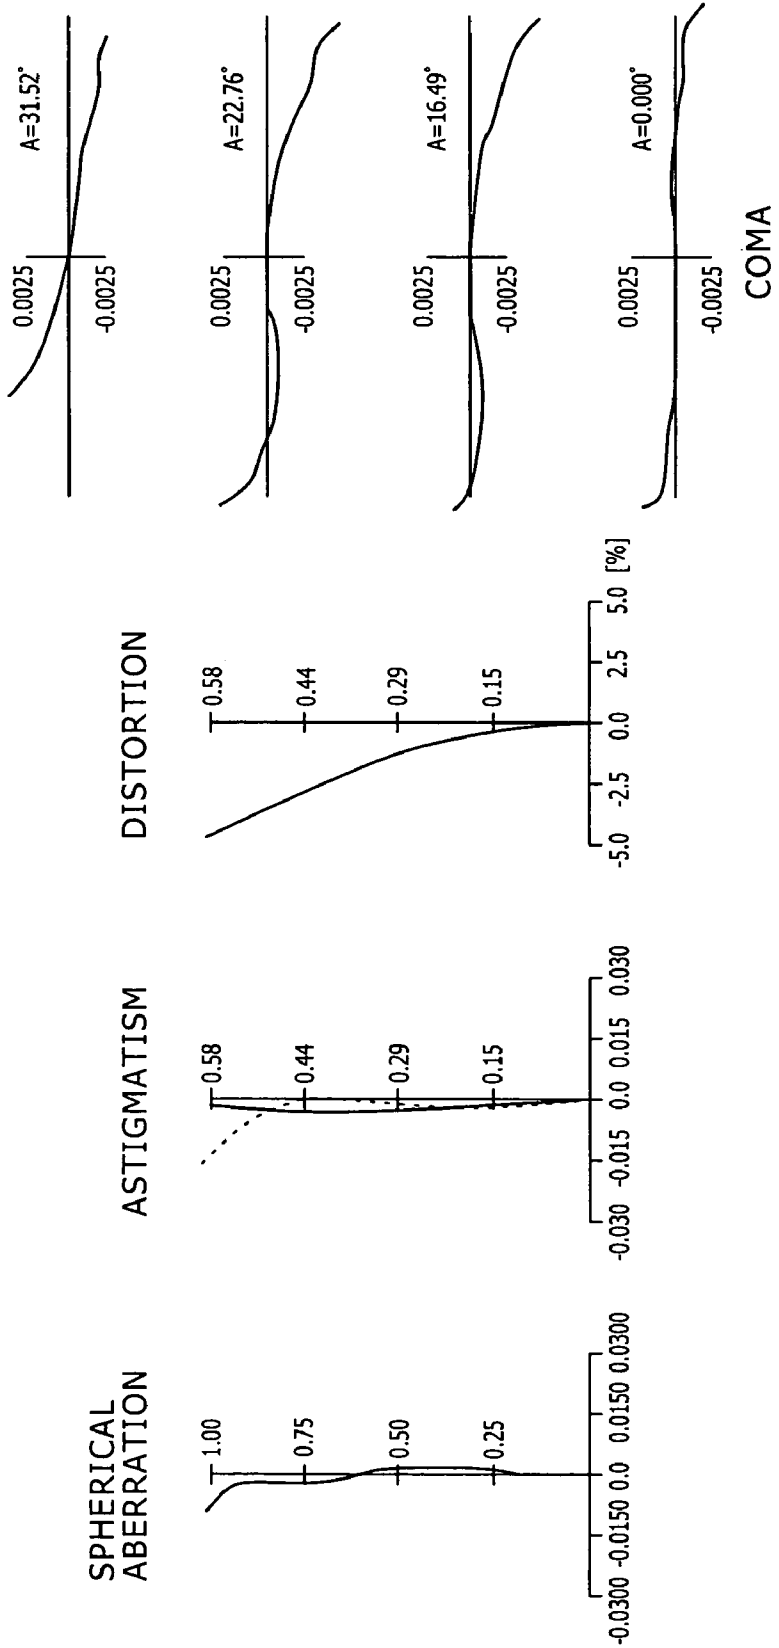 SPHERICAL
ABERRATION
1.00
0.75
0.50
0.25
-0.0300 -0.0150 0.0 0.0150 0.0300
ASTIGMATISM
0.58
0.44
0.29
0.15
-0.030 -0.015 0.0 0.015 0.030
DISTORTION
0.58
0.44
0.29
0.15
-5.0 -2.5 0.0 2.5 5.0 [%]
0.0025
A=31.52°
-0.0025
0.0025
A=22.76°
-0.0025
0.0025
A=16.49°
-0.0025
0.0025
A=0.000°
-0.0025
COMA